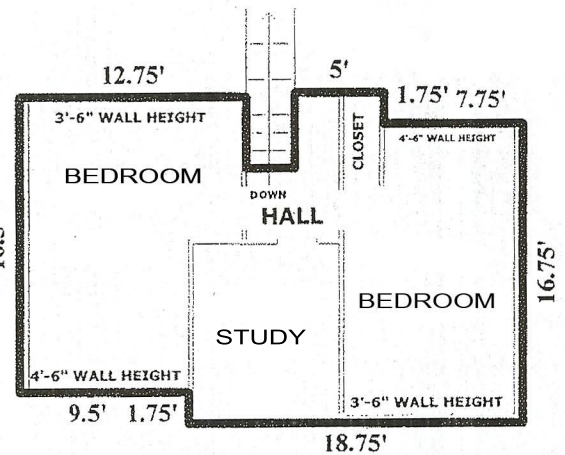 12.75'
5'
1.75' 7.75'
3'-6" WALL HEIGHT
CLOSET
4'-6" WALL HEIGHT
BEDROOM
DOWN
HALL
16.75'
BEDROOM
STUDY
4'-6" WALL HEIGHT
3'-6" WALL HEIGHT
9.5' 1.75'
18.75'